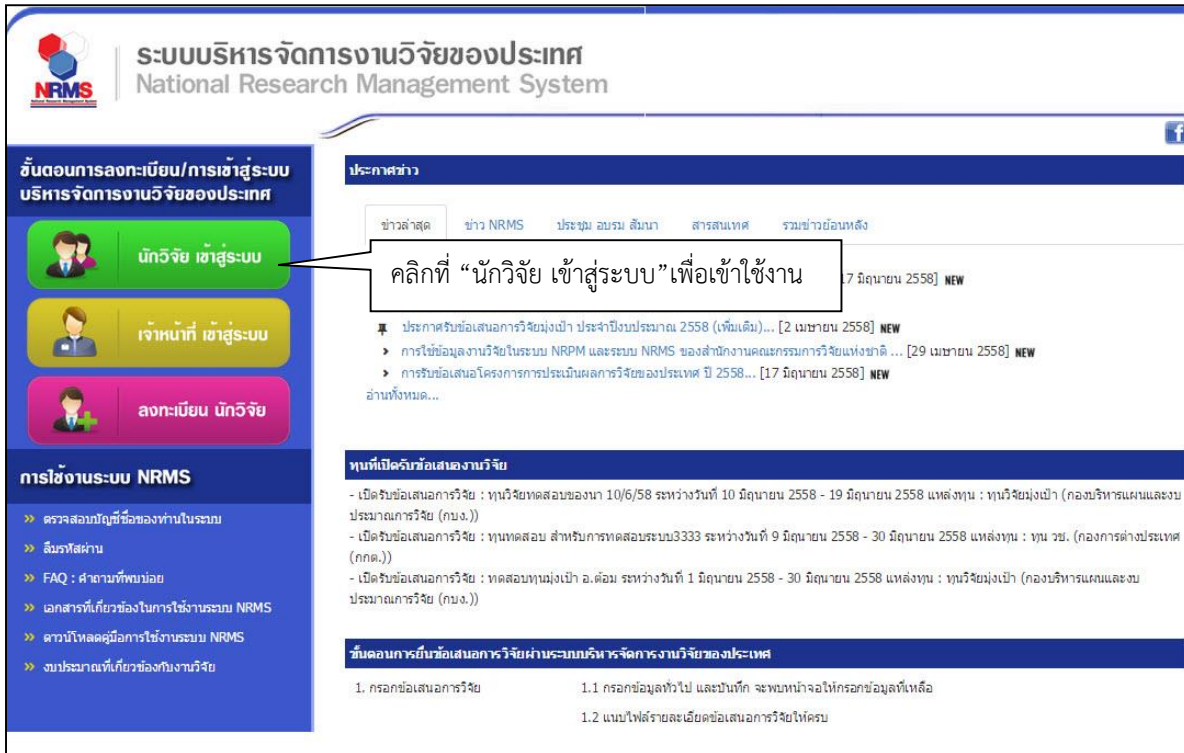 ระบบบริหารจัดการงานวิจัยของประเทศ
National Research Management System
NRMS
ขั้นตอนการลงทะเบียน/การเข้าสู่ระบบ
บริหารจัดการงานวิจัยของประเทศ
นักวิจัย เข้าสู่ระบบ
เจ้าหน้าที่ เข้าสู่ระบบ
ลงทะเบียน นักวิจัย
การใช้งานระบบ NRMS
» ตรวจสอบบัญชีชื่อของท่านในระบบ
» ลืมรหัสผ่าน
» FAQ : คำถามที่พบบ่อย
» เอกสารที่เกี่ยวข้องในการใช้งานระบบ NRMS
» ดาวน์โหลดคู่มือการใช้งานระบบ NRMS
» งบประมาณที่เกี่ยวข้องกับงานวิจัย
f
ประกาศข่าว
ข่าวล่าสุด ข่าว NRMS ประชุม อบรม สัมนา สารสนเทศ รวมข่าวย้อนหลัง
คลิกที่ “นักวิจัย เข้าสู่ระบบ”เพื่อเข้าใช้งาน
17 มิถุนายน 2558] NEW
ประกาศรับข้อเสนอการวิจัยมุ่งเป้า ประจำปีงบประมาณ 2558 (เพิ่มเติม)... [2 เมษายน 2558] NEW
การใช้ข้อมูลงานวิจัยในระบบ NRPM และระบบ NRMS ของสำนักงานคณะกรรมการวิจัยแห่งชาติ ... [29 เมษายน 2558] NEW
การรับข้อเสนอโครงการการประเมินผลการวิจัยของประเทศ ปี 2558... [17 มิถุนายน 2558] NEW
อ่านทั้งหมด...
ทุนที่เปิดรับข้อเสนองานวิจัย
- เปิดรับข้อเสนอการวิจัย : ทุนวิจัยทดสอบของนา 10/6/58 ระหว่างวันที่ 10 มิถุนายน 2558 - 19 มิถุนายน 2558 แหล่งทุน : ทุนวิจัยมุ่งเป้า (กองบริหารแผนและงบ
ประมาณการวิจัย (กบง.))
- เปิดรับข้อเสนอการวิจัย : ทุนทดสอบ สำหรับการทดสอบระบบ3333 ระหว่างวันที่ 9 มิถุนายน 2558 - 30 มิถุนายน 2558 แหล่งทุน : ทุน วช. (กองการต่างประเทศ
(กกต.))
- เปิดรับข้อเสนอการวิจัย : ทดสอบทุนมุ่งเป้า อ.ต้อม ระหว่างวันที่ 1 มิถุนายน 2558 - 30 มิถุนายน 2558 แหล่งทุน : ทุนวิจัยมุ่งเป้า (กองบริหารแผนและงบ
ประมาณการวิจัย (กบง.))
ขั้นตอนการยื่นข้อเสนอการวิจัยผ่านระบบบริหารจัดการงานวิจัยของประเทศ
1. กรอกข้อเสนอการวิจัย 1.1 กรอกข้อมูลทั่วไป และบันทึก จะพบหน้าจอให้กรอกข้อมูลที่เหลือ
1.2 แนบไฟล์รายละเอียดข้อเสนอการวิจัยให้ครบ